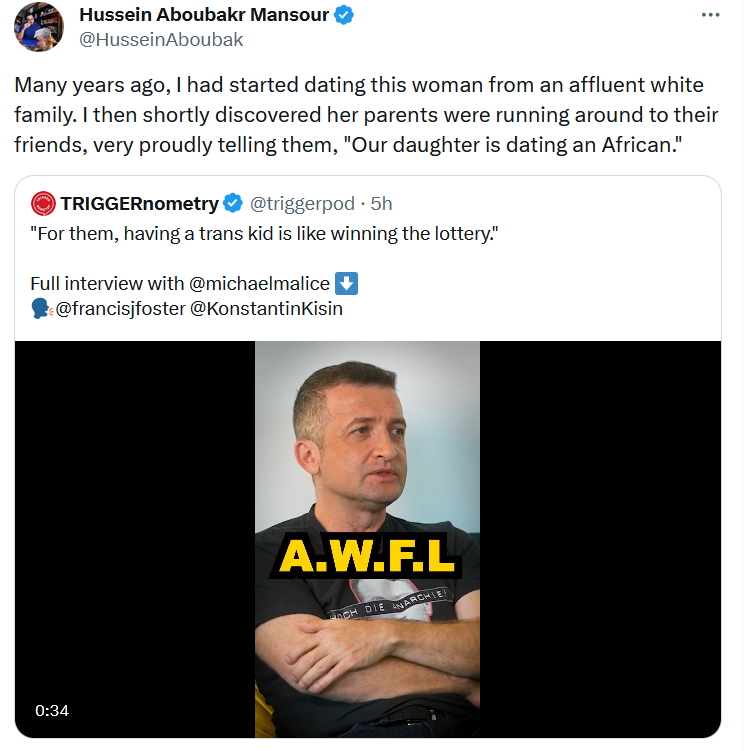 Hussein Aboubakr Mansour
@HusseinAboubak
Many years ago, I had started dating this woman from an affluent white
family. I then shortly discovered her parents were running around to their
friends, very proudly telling them, "Our daughter is dating an African."
TRIGGERnometry @triggerpod · 5h
"For them, having a trans kid is like winning the lottery."
Full interview with @michaelmalice
@francisjfoster @KonstantinKisin
A.W.F.L
HOCH DIE ANARCHIE!
0:34